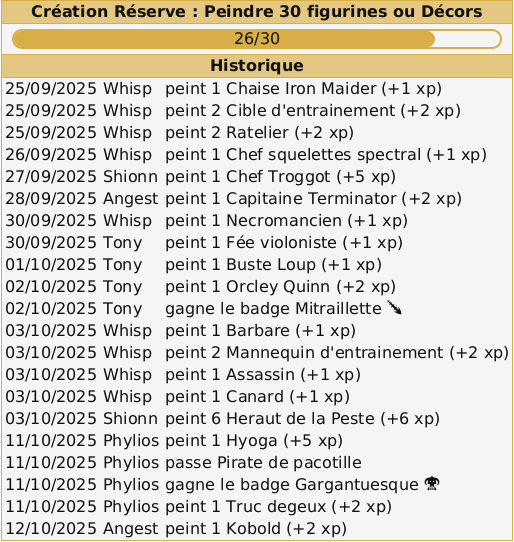 Création Réserve : Peindre 30 figurines ou Décors
26/30
Historique
25/09/2025 Whisp peint 1 Chaise Iron Maider (+1 xp)
25/09/2025 Whisp peint 2 Cible d'entrainement (+2 xp)
25/09/2025 Whisp peint 2 Ratelier (+2 xp)
26/09/2025 Whisp peint 1 Chef squelettes spectral (+1 xp)
27/09/2025 Shionn peint 1 Chef Troggot (+5 xp)
28/09/2025 Angest peint 1 Capitaine Terminator (+2 xp)
30/09/2025 Whisp peint 1 Necromancien (+1 xp)
30/09/2025 Tony peint 1 Fée violoniste (+1 xp)
01/10/2025 Tony peint 1 Buste Loup (+1 xp)
02/10/2025 Tony peint 1 Orcley Quinn (+2 xp)
02/10/2025 Tony gagne le badge Mitraillette
03/10/2025 Whisp peint 1 Barbare (+1 xp)
03/10/2025 Whisp peint 2 Mannequin d'entrainement (+2 xp)
03/10/2025 Whisp peint 1 Assassin (+1 xp)
03/10/2025 Whisp peint 1 Canard (+1 xp)
03/10/2025 Shionn peint 6 Heraut de la Peste (+6 xp)
11/10/2025 Phylios peint 1 Hyoga (+5 xp)
11/10/2025 Phylios passe Pirate de pacotille
11/10/2025 Phylios gagne le badge Gargantuesque
11/10/2025 Phylios peint 1 Truc degeux (+2 xp)
12/10/2025 Angest peint 1 Kobold (+2 xp)